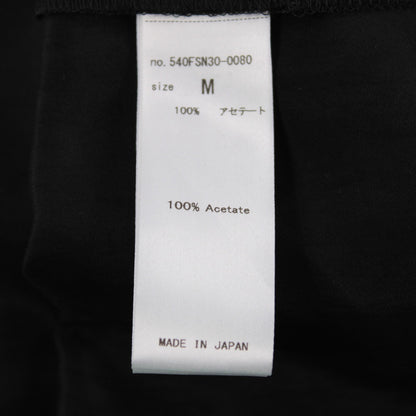 no. 540FSN30-0080
size M
100% アセテート
100% Acetate
MADE IN JAPAN